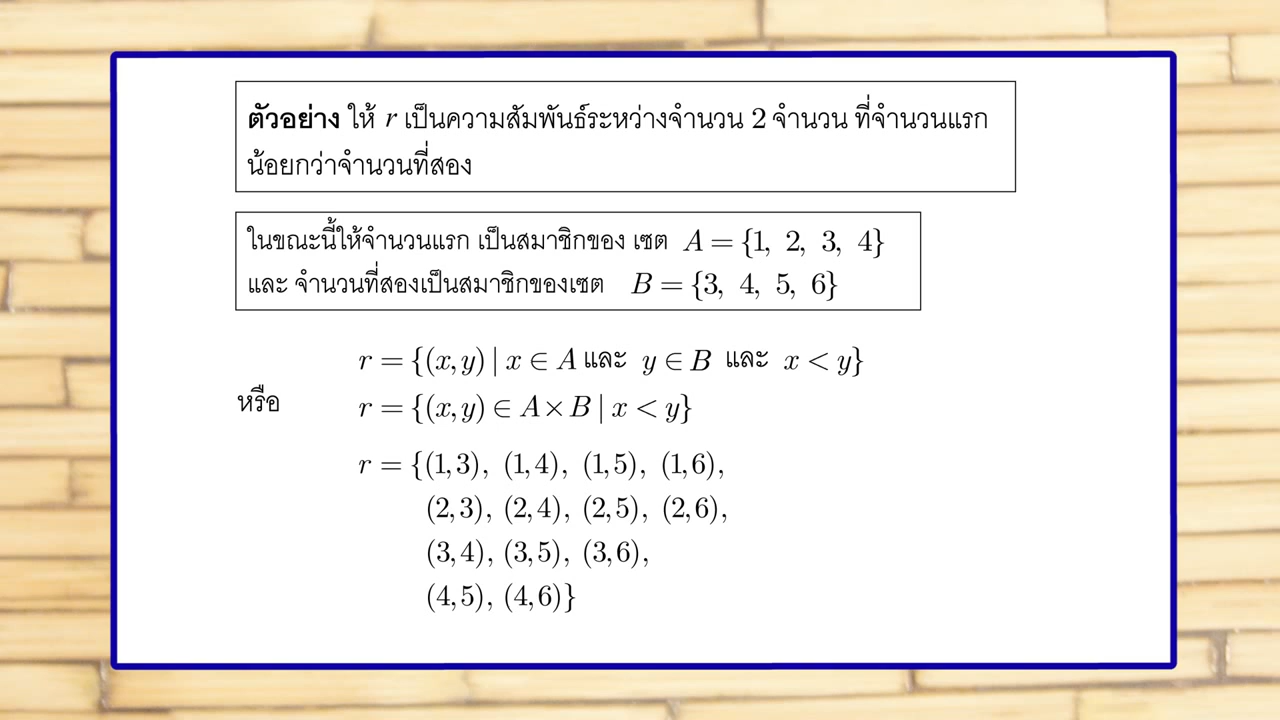 ตัวอย่าง ให้ r เป็นความสัมพันธ์ระหว่างจำนวน 2 จำนวน ที่จำนวนแรก
น้อยกว่าจำนวนที่สอง
ในขณะนี้ให้จำนวนแรก เป็นสมาชิกของ เซต A = {1, 2, 3, 4}
และ จำนวนที่สองเป็นสมาชิกของเซต B = {3, 4, 5, 6}
r = {(x, y) | x ∈ A และ y ∈ B และ x < y}
หรือ r = {(x, y) ∈ A × B | x < y}
r = {(1, 3), (1, 4), (1, 5), (1, 6),
(2, 3), (2, 4), (2, 5), (2, 6),
(3, 4), (3, 5), (3, 6),
(4, 5), (4, 6)}